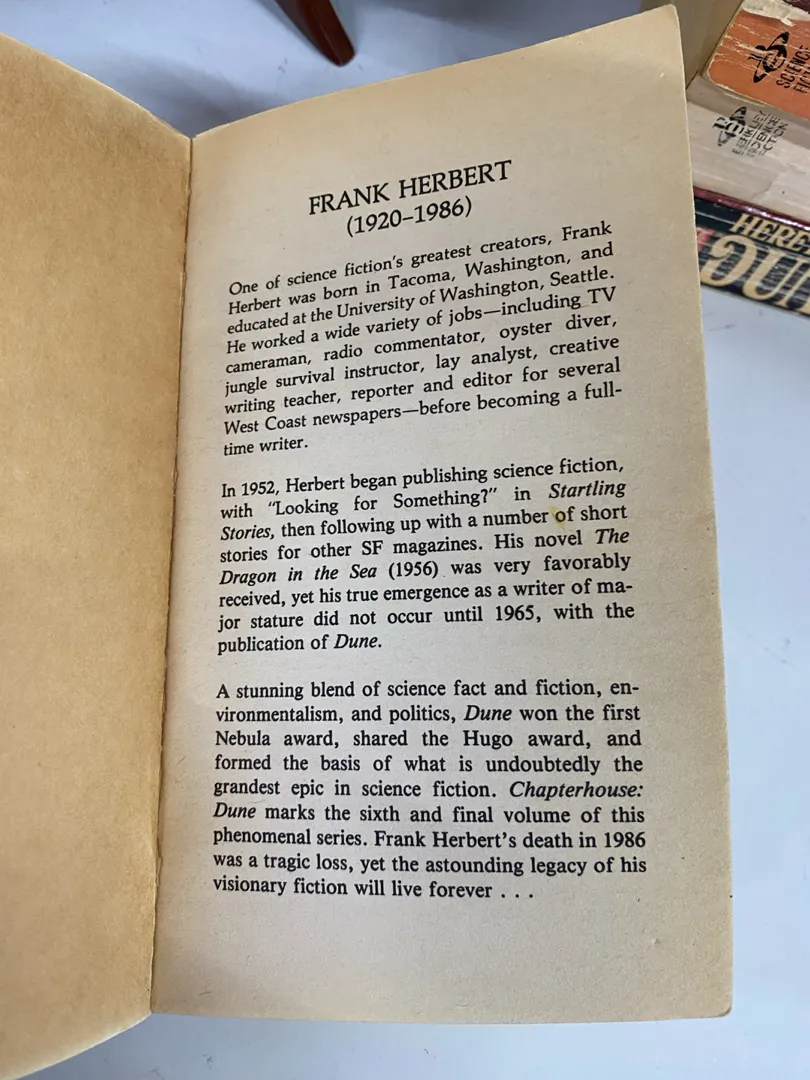 FRANK HERBERT
(1920–1986)
One of science fiction's greatest creators, Frank
Herbert was born in Tacoma, Washington, and
educated at the University of Washington, Seattle.
He worked a wide variety of jobs—including TV
cameraman, radio commentator, oyster diver,
jungle survival instructor, lay analyst, creative
writing teacher, reporter and editor for several
West Coast newspapers—before becoming a full-
time writer.
In 1952, Herbert began publishing science fiction,
with "Looking for Something?" in Startling
Stories, then following up with a number of short
stories for other SF magazines. His novel The
Dragon in the Sea (1956) was very favorably
received, yet his true emergence as a writer of ma-
jor stature did not occur until 1965, with the
publication of Dune.
A stunning blend of science fact and fiction, en-
vironmentalism, and politics, Dune won the first
Nebula award, shared the Hugo award, and
formed the basis of what is undoubtedly the
grandest epic in science fiction. Chapterhouse:
Dune marks the sixth and final volume of this
phenomenal series. Frank Herbert's death in 1986
was a tragic loss, yet the astounding legacy of his
visionary fiction will live forever . . .